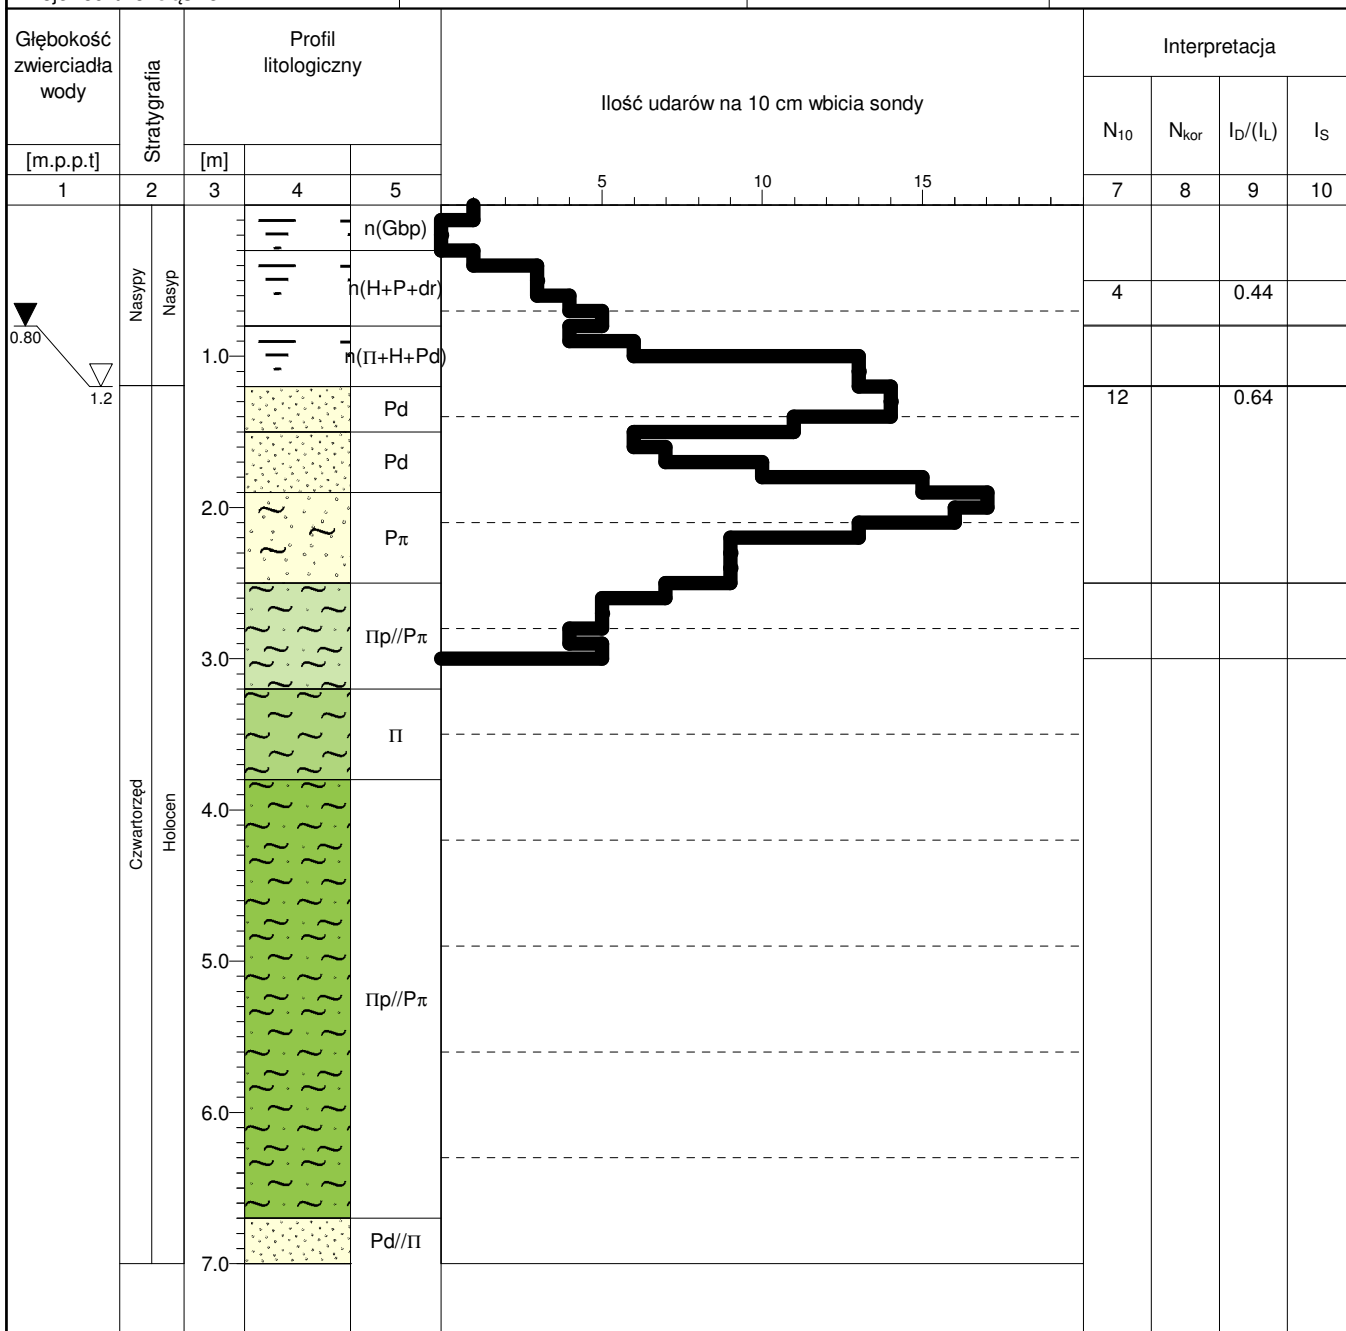 Głębokość
zwierciadła
wody
[m.p.p.t]
Stratygrafia
Profil
litologiczny
[m]
Ilość udarów na 10 cm wbicia sondy
Interpretacja
N10
Nkor
ID/(IL)
IS
1
2
3
4
5
5
10
15
7
8
9
10
n(Gbp)
Nasypy
Nasyp
n(H+P+dr)
4
0.44
0.80
1.0
n(Π+H+Pd)
1.2
Pd
12
0.64
Pd
2.0
Pπ
Πp//Pπ
3.0
Π
Czwartorzęd
Holocen
4.0
5.0
Πp//Pπ
6.0
Pd//Π
7.0